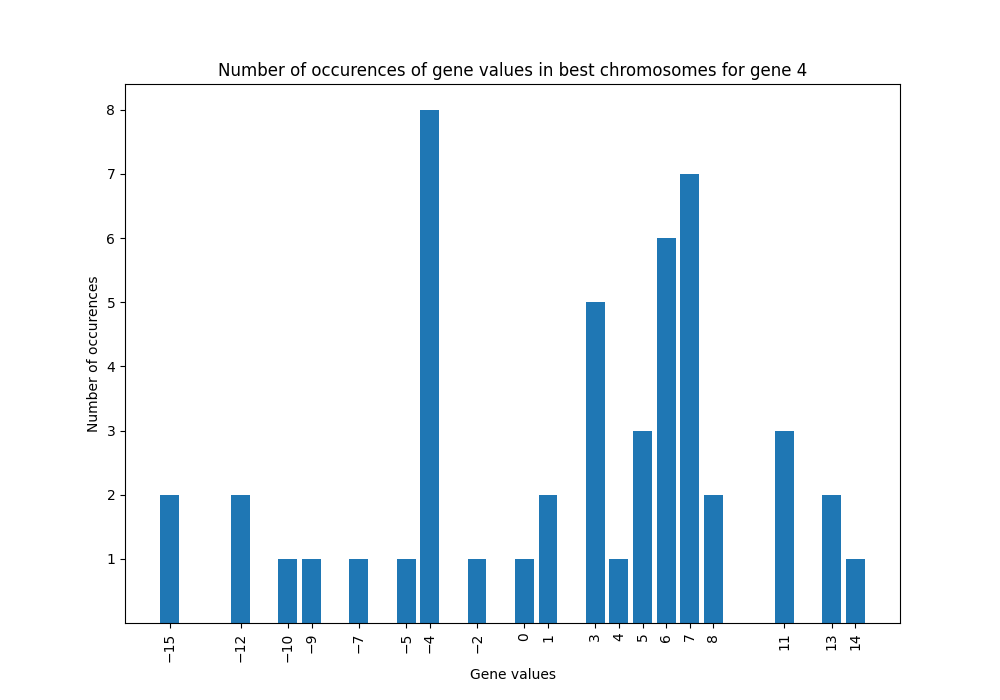 Number of occurences of gene values in best chromosomes for gene 4
Number of occurences
8
7
6
5
4
3
2
1
−15 −12 −10 −9 −7 −5 −4 −2 0 1 3 4 5 6 7 8 11 13 14
Gene values